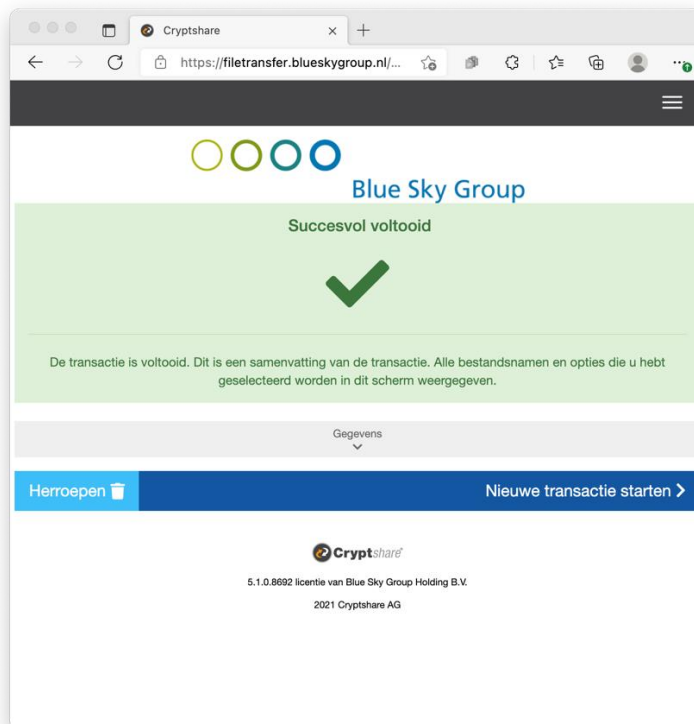 Cryptshare
https://filetransfer.blueskygroup.nl/...
Blue Sky Group
Succesvol voltooid
De transactie is voltooid. Dit is een samenvatting van de transactie. Alle bestandsnamen en opties die u hebt
geselecteerd worden in dit scherm weergegeven.
Gegevens
Herroepen
Nieuwe transactie starten
Cryptshare
5.1.0.8692 licentie van Blue Sky Group Holding B.V.
2021 Cryptshare AG